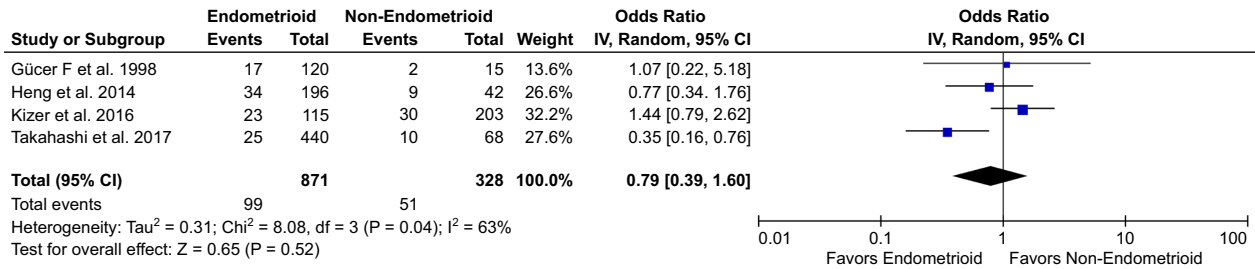 Endometrioid Non-Endometrioid Odds Ratio Odds Ratio
Study or Subgroup Events Total Events Total Weight IV, Random, 95% CI IV, Random, 95% CI
Gücer F et al. 1998 17 120 2 15 13.6% 1.07 [0.22, 5.18]
Heng et al. 2014 34 196 9 42 26.6% 0.77 [0.34. 1.76]
Kizer et al. 2016 23 115 30 203 32.2% 1.44 [0.79, 2.62]
Takahashi et al. 2017 25 440 10 68 27.6% 0.35 [0.16, 0.76]
Total (95% CI) 871 328 100.0% 0.79 [0.39, 1.60]
Total events 99 51
Heterogeneity: Tau² = 0.31; Chi² = 8.08, df = 3 (P = 0.04); I² = 63%
Test for overall effect: Z = 0.65 (P = 0.52)
0.01 0.1 1 10 100
Favors Endometrioid Favors Non-Endometrioid